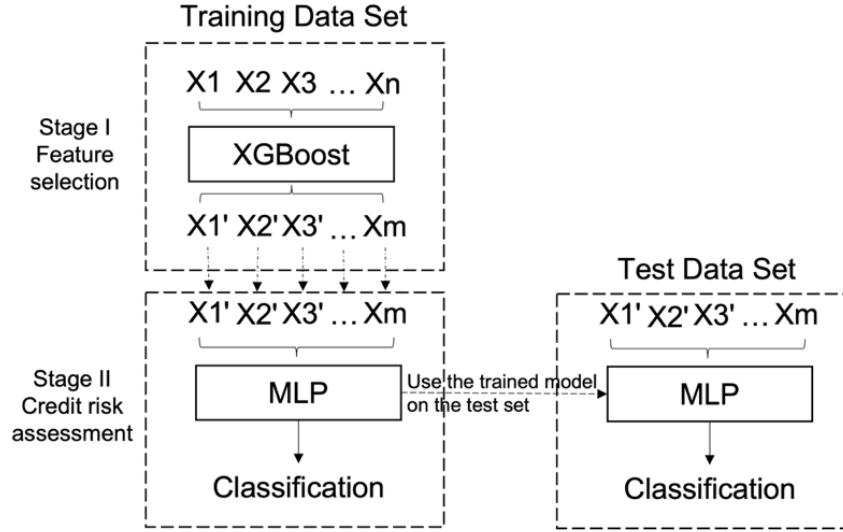 Training Data Set
X1 X2 X3 ... Xn
Stage I
Feature
selection
XGBoost
X1' X2' X3' ... Xm
Test Data Set
X1' X2' X3' ... Xm
X1' X2' X3' ... Xm
Stage II
Credit risk
assessment
MLP
Use the trained model
on the test set
MLP
Classification
Classification